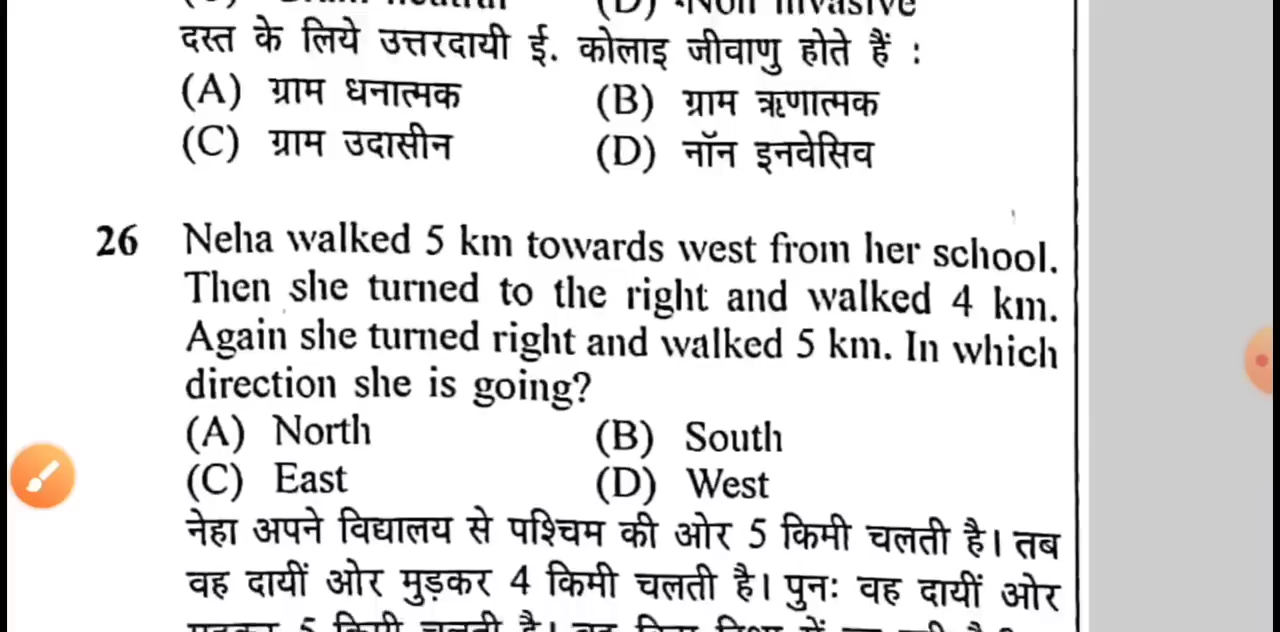 दस्त के लिये उत्तरदायी ई. कोलाइ जीवाणु होते हैं :
(A) ग्राम धनात्मक (B) ग्राम ऋणात्मक
(C) ग्राम उदासीन (D) नॉन इनवेसिव
26 Neha walked 5 km towards west from her school.
Then she turned to the right and walked 4 km.
Again she turned right and walked 5 km. In which
direction she is going?
(A) North (B) South
(C) East (D) West
नेहा अपने विद्यालय से पश्चिम की ओर 5 किमी चलती है। तब
वह दायीं ओर मुड़कर 4 किमी चलती है। पुनः वह दायीं ओर